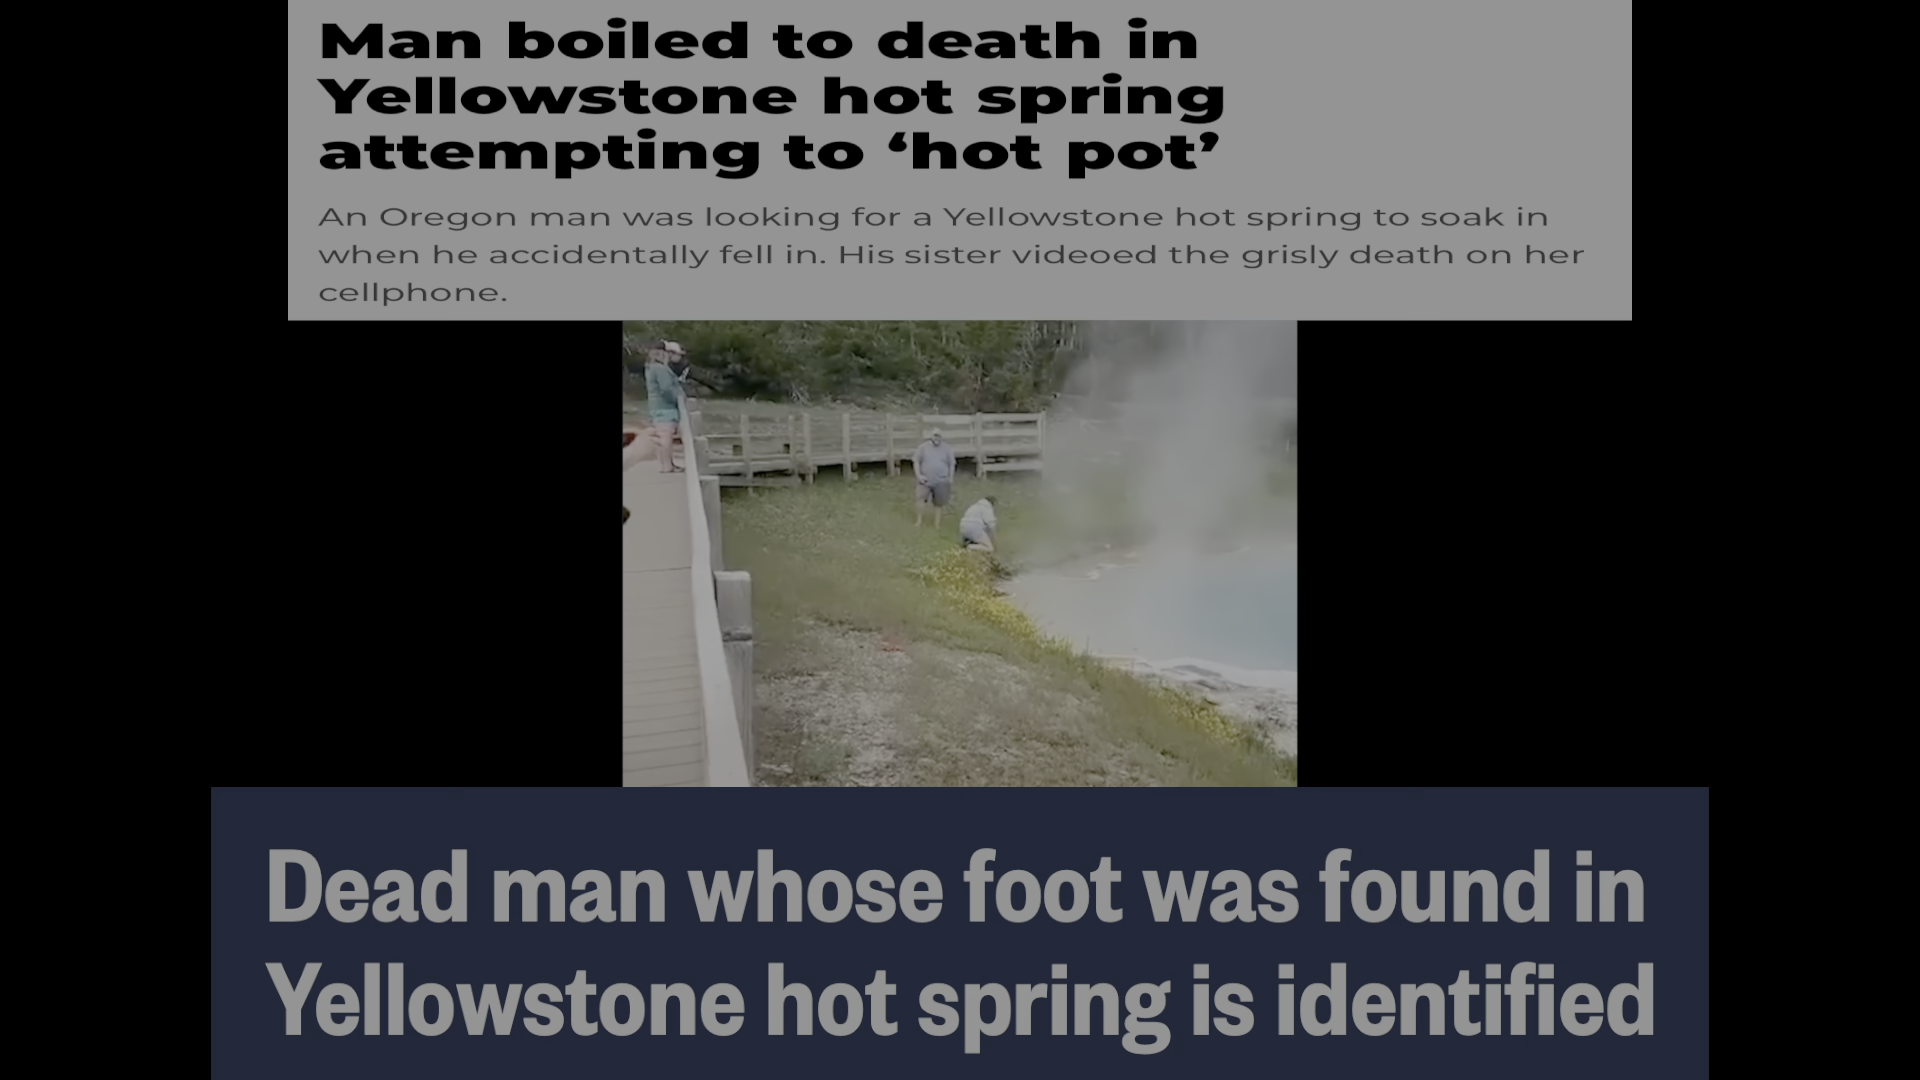 Man boiled to death in
Yellowstone hot spring
attempting to ‘hot pot’
An Oregon man was looking for a Yellowstone hot spring to soak in
when he accidentally fell in. His sister videoed the grisly death on her
cellphone.
Dead man whose foot was found in
Yellowstone hot spring is identified